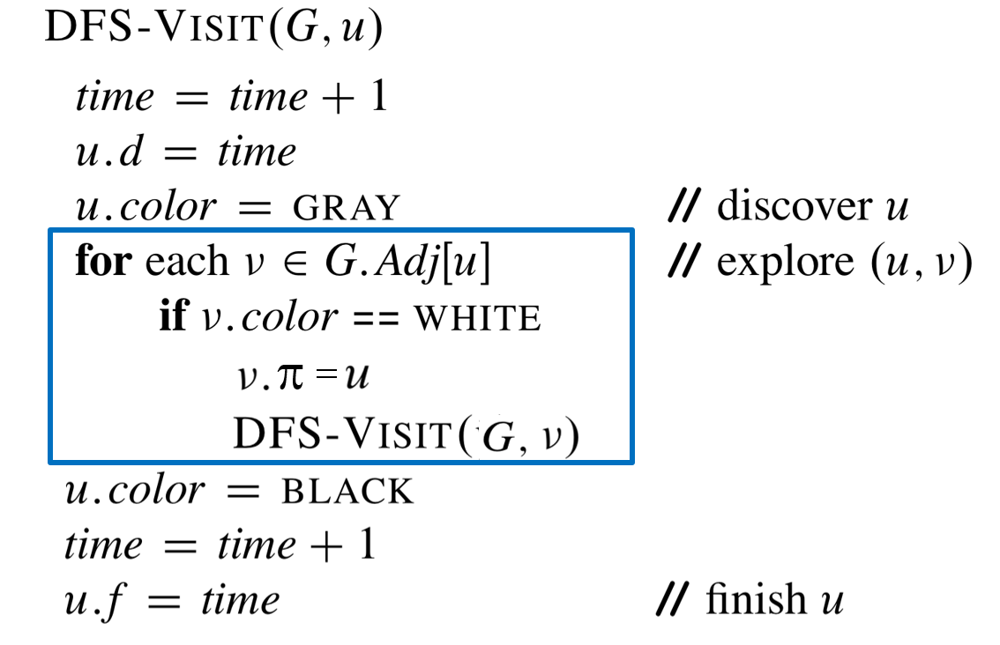 DFS-VISIT(G, u)
time = time + 1
u.d = time
u.color = GRAY // discover u
for each v ∈ G.Adj[u] // explore (u, v)
if v.color == WHITE
v.π = u
DFS-VISIT(G, v)
u.color = BLACK
time = time + 1
u.f = time // finish u